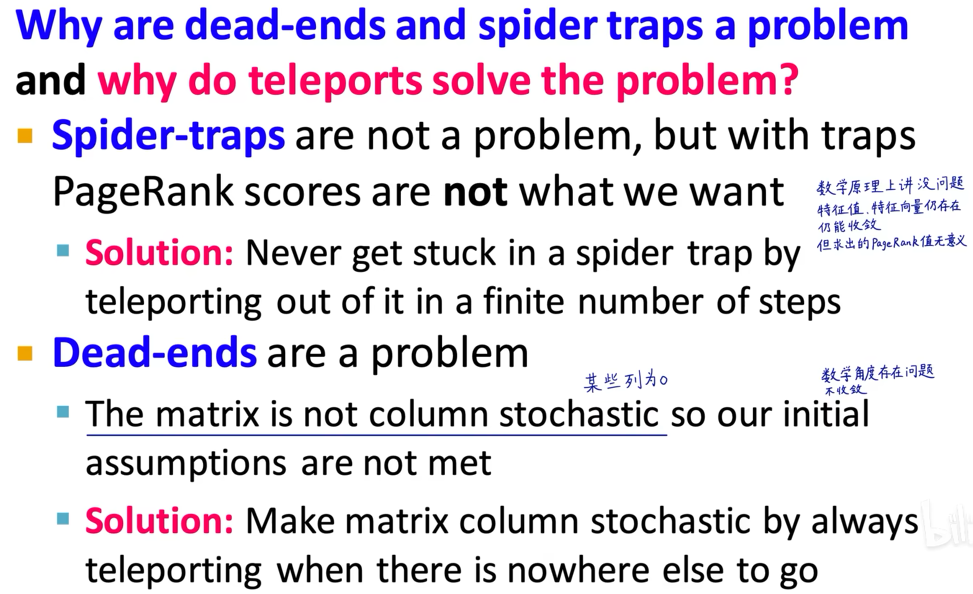 Why are dead-ends and spider traps a problem
and why do teleports solve the problem?
Spider-traps are not a problem, but with traps
PageRank scores are not what we want
数学原理上讲没问题
特征值.特征向量仍存在
仍能收敛
但求出的PageRank值无意义
Solution: Never get stuck in a spider trap by
teleporting out of it in a finite number of steps
Dead-ends are a problem
某些列为0
数学角度存在问题
不收敛
The matrix is not column stochastic so our initial
assumptions are not met
Solution: Make matrix column stochastic by always
teleporting when there is nowhere else to go